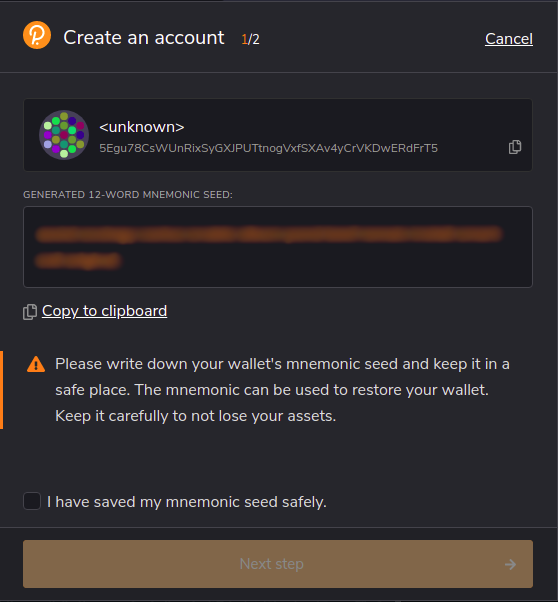 Create an account 1/2 Cancel
<unknown>
5Egu78CsWUnRixSyGXJPUTtnogVxfSXAv4yCrVKDwERdFrT5
GENERATED 12-WORD MNEMONIC SEED:
Copy to clipboard
Please write down your wallet's mnemonic seed and keep it in a
safe place. The mnemonic can be used to restore your wallet.
Keep it carefully to not lose your assets.
I have saved my mnemonic seed safely.
Next step